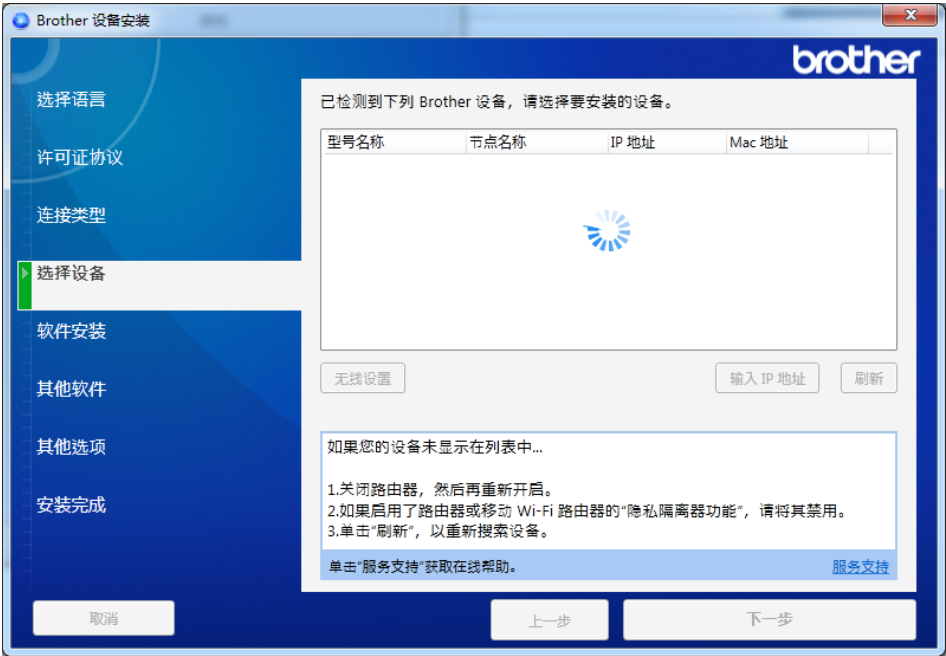 Brother 设备安装
brother
选择语言
许可证协议
连接类型
选择设备
软件安装
其他软件
其他选项
安装完成
已检测到下列 Brother 设备，请选择要安装的设备。
型号名称 节点名称 IP 地址 Mac 地址
无线设置 输入 IP 地址 刷新
如果您的设备未显示在列表中...
1.关闭路由器，然后再重新开启。
2.如果启用了路由器或移动 Wi-Fi 路由器的“隐私隔离器功能”，请将其禁用。
3.单击“刷新”，以重新搜索设备。
单击“服务支持”获取在线帮助。 服务支持
取消 上一步 下一步